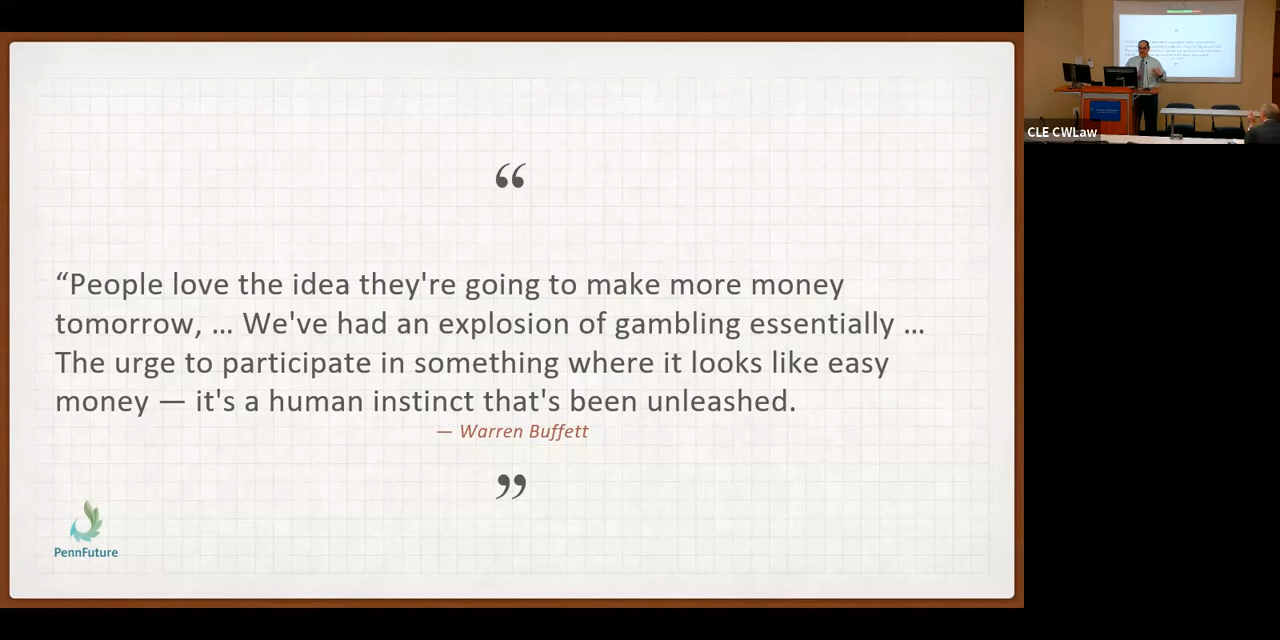 “
“People love the idea they're going to make more money
tomorrow, ... We've had an explosion of gambling essentially ...
The urge to participate in something where it looks like easy
money — it's a human instinct that's been unleashed.
— Warren Buffett
”
PennFuture
CLE CWLaw